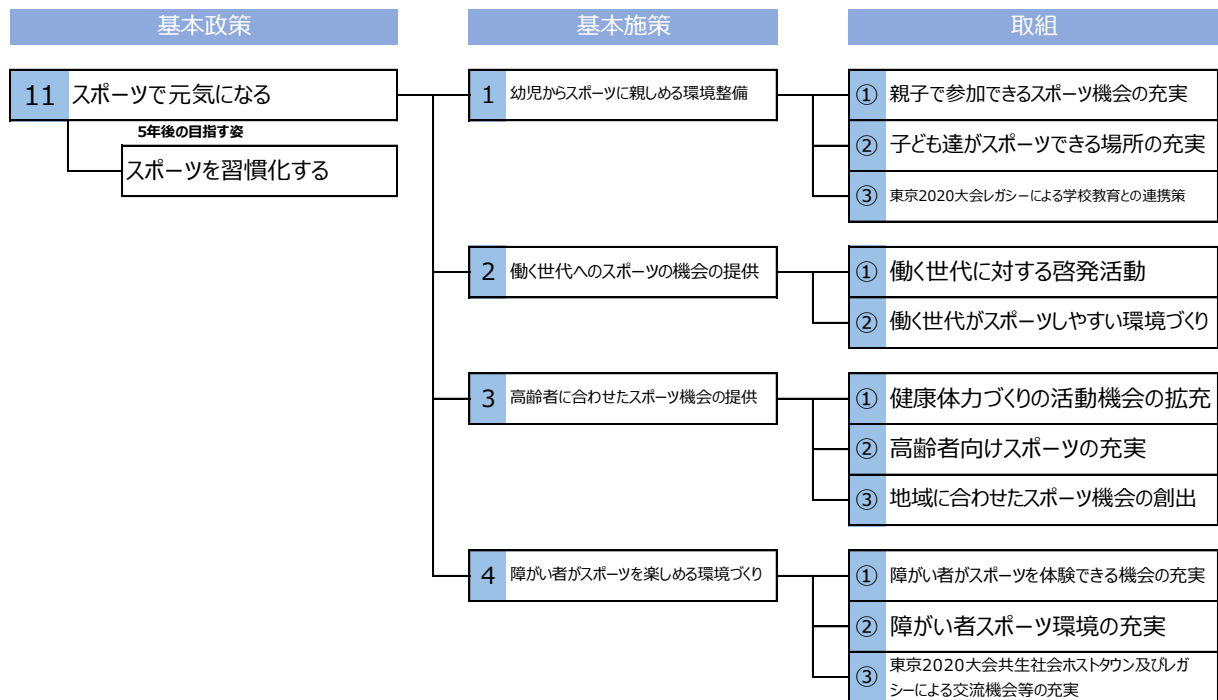 基本政策
基本施策
取組
11 スポーツで元気になる
5年後の目指す姿
スポーツを習慣化する
1 幼児からスポーツに親しめる環境整備
① 親子で参加できるスポーツ機会の充実
② 子ども達がスポーツできる場所の充実
③ 東京2020大会レガシーによる学校教育との連携策
2 働く世代へのスポーツの機会の提供
① 働く世代に対する啓発活動
② 働く世代がスポーツしやすい環境づくり
3 高齢者に合わせたスポーツ機会の提供
① 健康体力づくりの活動機会の拡充
② 高齢者向けスポーツの充実
③ 地域に合わせたスポーツ機会の創出
4 障がい者がスポーツを楽しめる環境づくり
① 障がい者がスポーツを体験できる機会の充実
② 障がい者スポーツ環境の充実
③ 東京2020大会共生社会ホストタウン及びレガ
シーによる交流機会等の充実